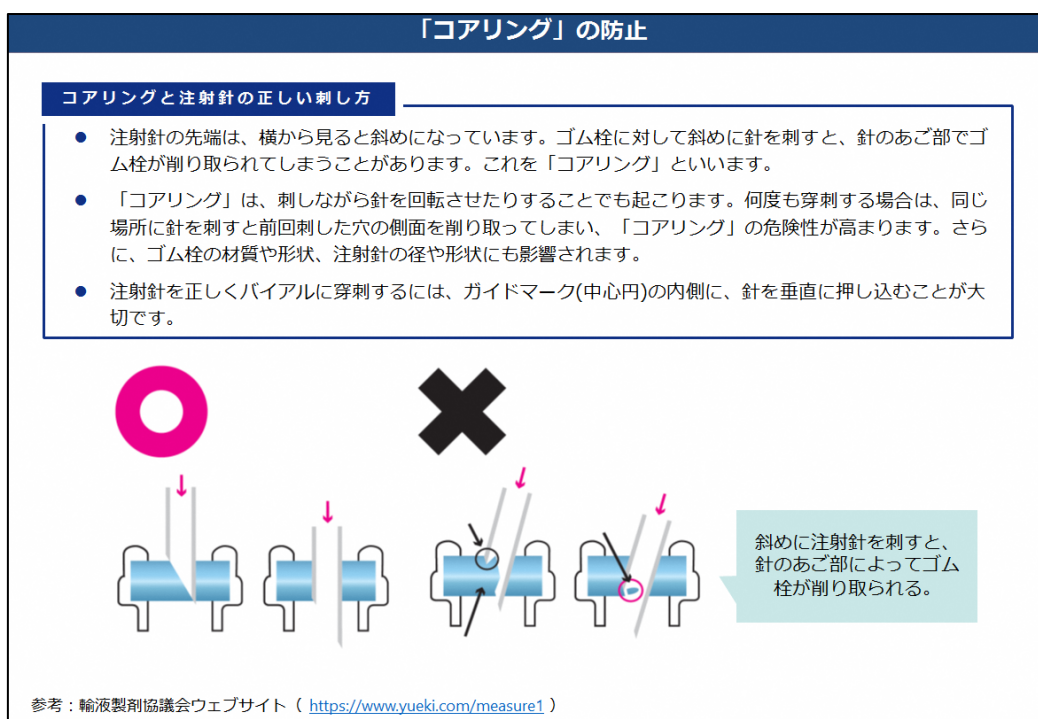 「コアリング」の防止
コアリングと注射針の正しい刺し方
● 注射針の先端は、横から見ると斜めになっています。ゴム栓に対して斜めに針を刺すと、針のあご部でゴ
ム栓が削り取られてしまうことがあります。これを「コアリング」といいます。
● 「コアリング」は、刺しながら針を回転させたりすることでも起こります。何度も穿刺する場合は、同じ
場所に針を刺すと前回刺した穴の側面を削り取ってしまい、「コアリング」の危険性が高まります。さら
に、ゴム栓の材質や形状、注射針の径や形状にも影響されます。
● 注射針を正しくバイアルに穿刺するには、ガイドマーク(中心円)の内側に、針を垂直に押し込むことが大
切です。
斜めに注射針を刺すと、
針のあご部によってゴム
栓が削り取られる。
参考：輸液製剤協議会ウェブサイト（ https://www.yueki.com/measure1 ）